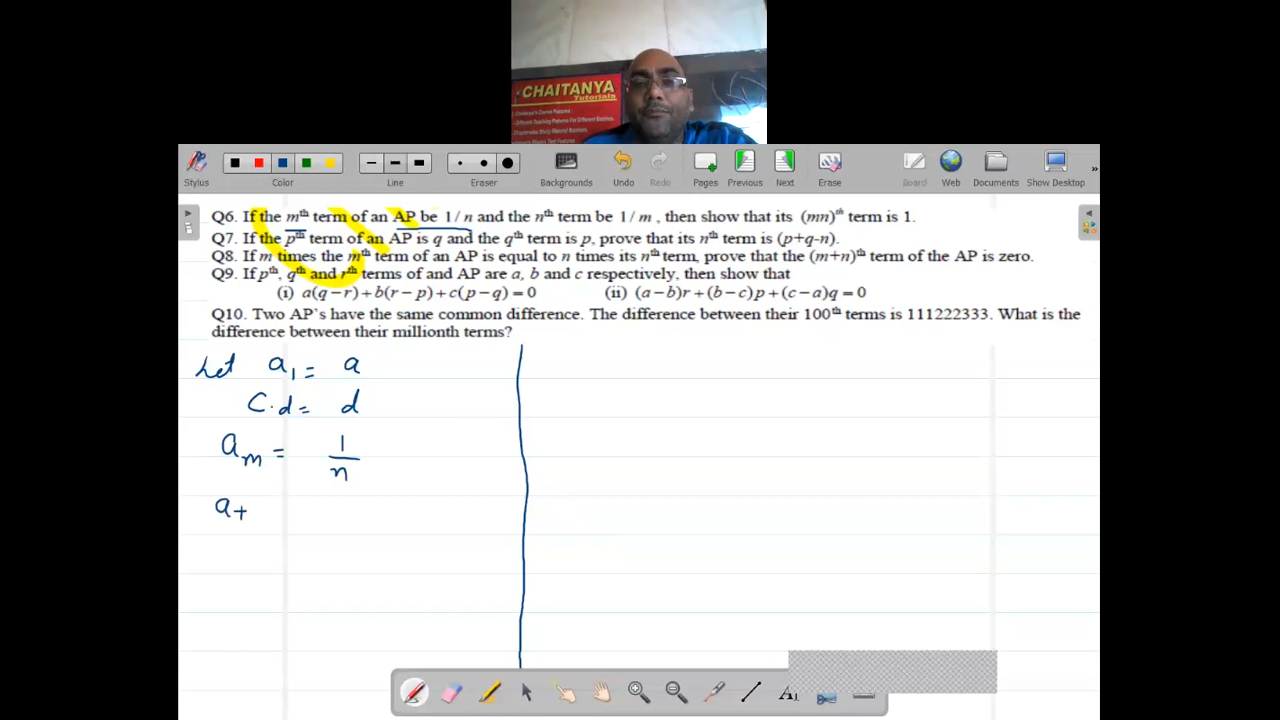 CHAITANYA
Tutorials
Stylus Color Line Eraser Backgrounds Undo Redo Pages Previous Next Erase Board Web Documents Show Desktop »
Q6. If the mᵗʰ term of an AP be 1/n and the nᵗʰ term be 1/m , then show that its (mn)ᵗʰ term is 1.
Q7. If the pᵗʰ term of an AP is q and the qᵗʰ term is p, prove that its nᵗʰ term is (p+q-n).
Q8. If m times the mᵗʰ term of an AP is equal to n times its nᵗʰ term, prove that the (m+n)ᵗʰ term of the AP is zero.
Q9. If pᵗʰ, qᵗʰ and rᵗʰ terms of and AP are a, b and c respectively, then show that
(i) a(q−r)+b(r−p)+c(p−q)=0 (ii) (a−b)r+(b−c)p+(c−a)q=0
Q10. Two AP's have the same common difference. The difference between their 100ᵗʰ terms is 111222333. What is the
difference between their millionth terms?
Let a₁ = a
C.d = d
aₘ = 1/n
a+